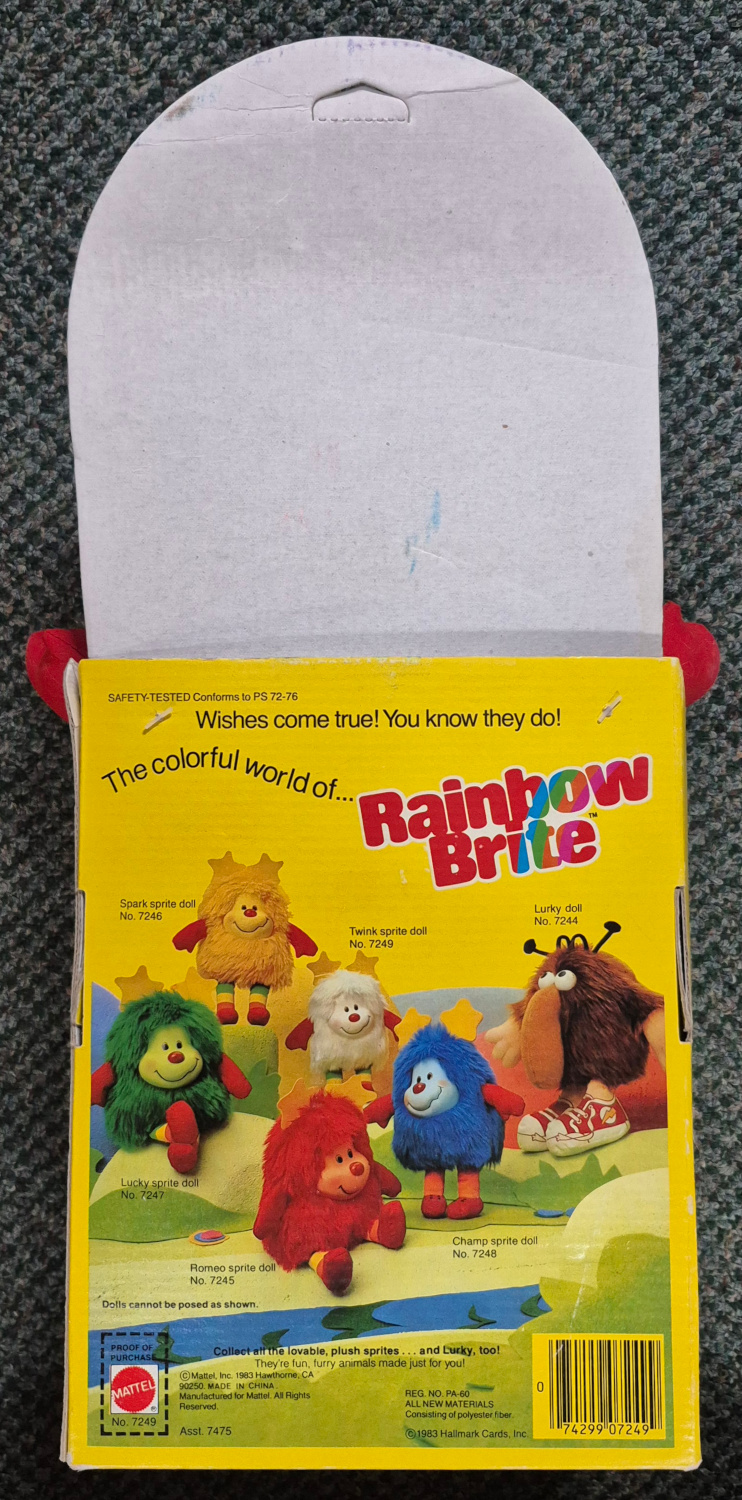 SAFETY-TESTED Conforms to PS 72-76
Wishes come true! You know they do!
The colorful world of...
Rainbow
Brite™
Spark sprite doll
No. 7246
Twink sprite doll
No. 7249
Lurky doll
No. 7244
Lucky sprite doll
No. 7247
Champ sprite doll
No. 7248
Romeo sprite doll
No. 7245
Dolls cannot be posed as shown.
PROOF OF
PURCHASE
MATTEL
®
No. 7249
Collect all the lovable, plush sprites . . . and Lurky, too!
They're fun, furry animals made just for you!
©Mattel, Inc. 1983 Hawthorne, CA
90250. MADE IN CHINA.
Manufactured for Mattel. All Rights
Reserved.
Asst. 7475
REG. NO. PA-60
ALL NEW MATERIALS
Consisting of polyester fiber.
©1983 Hallmark Cards, Inc.
0 74299 07249